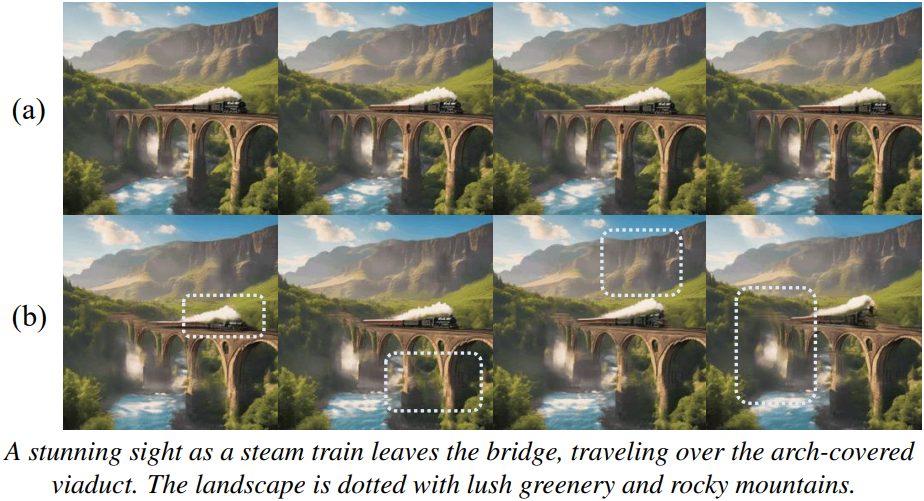 (a)
(b)
A stunning sight as a steam train leaves the bridge, traveling over the arch-covered
viaduct. The landscape is dotted with lush greenery and rocky mountains.